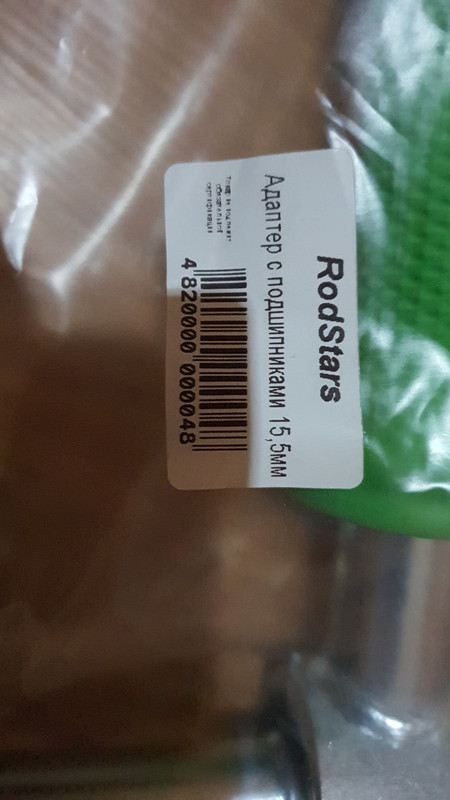 RodStars
Адаптер с подшипниками 15,5мм
4 820000 000048